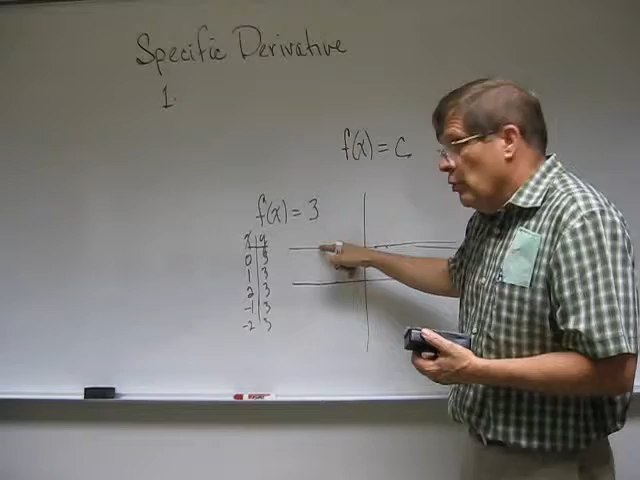 Specific Derivative
1.
f(x) = C
f(x) = 3
x y
0 3
1 3
2 3
-1 3
-2 3